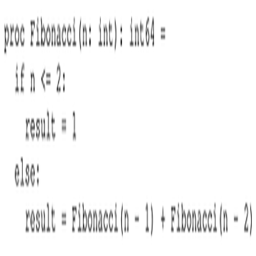 proc Fibonacci(n: int): int64 =
  if n <= 2:
    result = 1
  else:
    result = Fibonacci(n - 1) + Fibonacci(n - 2)